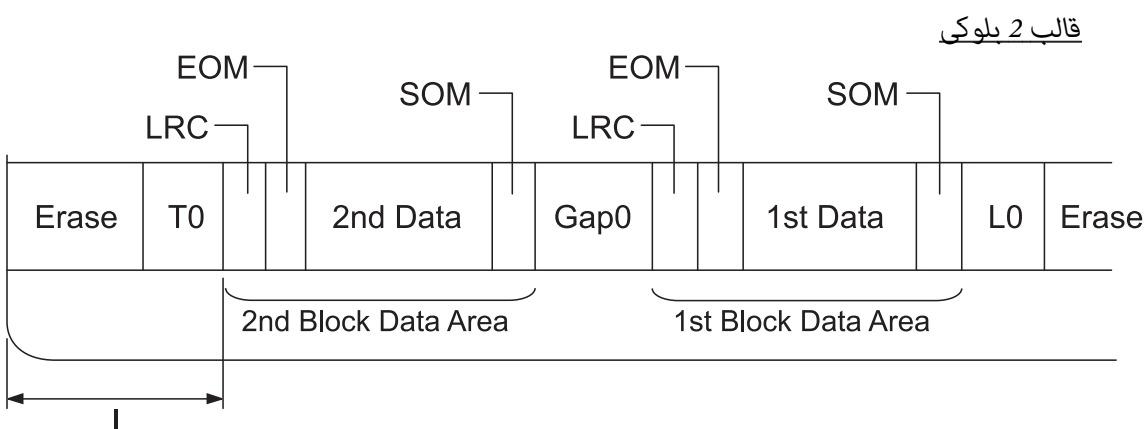 قالب 2 بلوکی
EOM
EOM
SOM
SOM
LRC
LRC
Erase
T0
2nd Data
Gap0
1st Data
L0
Erase
2nd Block Data Area
1st Block Data Area
I